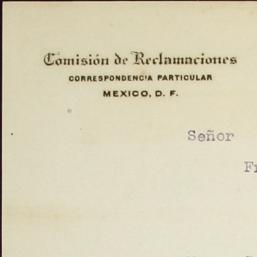 Comisión de Reclamaciones
CORRESPONDENCIA PARTICULAR
MEXICO, D. F.
Señor